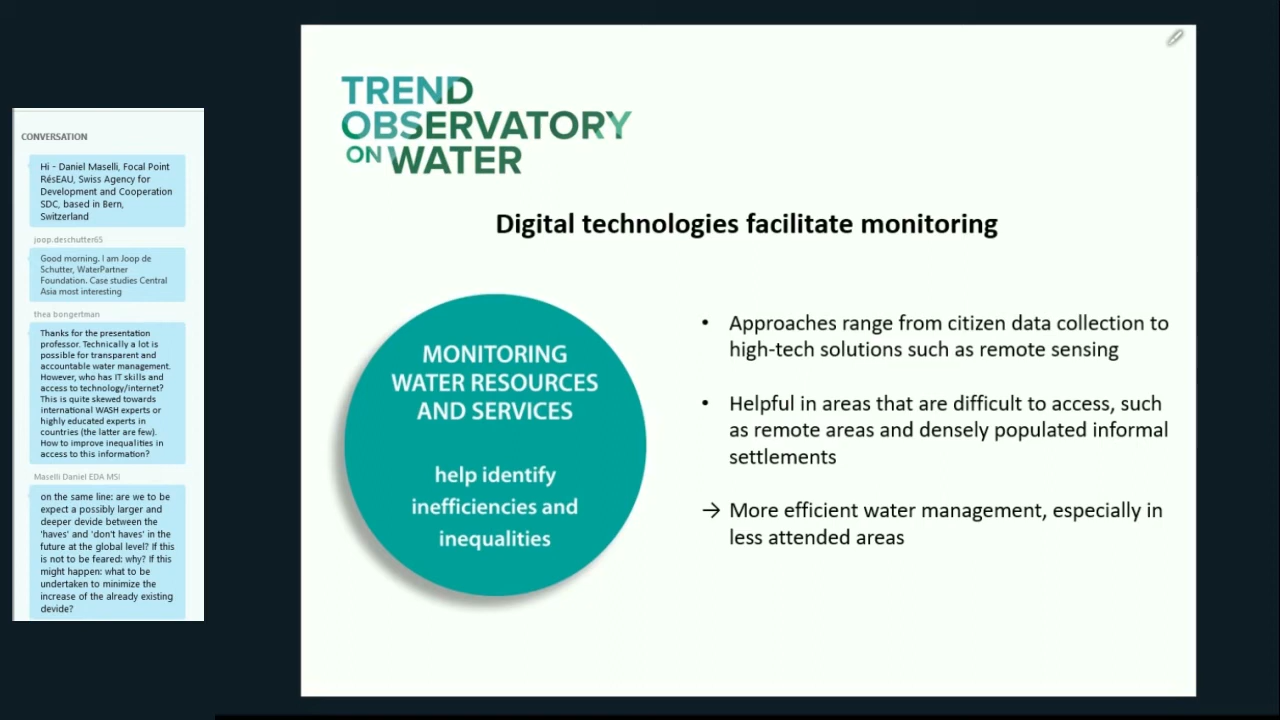 CONVERSATION
Hi - Daniel Maselli, Focal Point
RésEAU, Swiss Agency for
Development and Cooperation
SDC, based in Bern,
Switzerland
joop.deschutter65
Good morning. I am Joop de
Schutter, WaterPartner
Foundation. Case studies Central
Asia most interesting
thea bongertman
Thanks for the presentation
professor. Technically a lot is
possible for transparent and
accountable water management.
However, who has IT skills and
access to technology/internet?
This is quite skewed towards
international WASH experts or
highly educated experts in
countries (the latter are few).
How to improve inequalities in
access to this information?
Maselli Daniel EDA MSI
on the same line: are we to be
expect a possibly larger and
deeper divide between the
'haves' and 'don't haves' in the
future at the global level? If this
is not to be feared: why? If this
might happen: what to be
undertaken to minimize the
increase of the already existing
devide?
TREND
OBSERVATORY
ON WATER
Digital technologies facilitate monitoring
MONITORING
WATER RESOURCES
AND SERVICES
help identify
inefficiencies and
inequalities
• Approaches range from citizen data collection to
high-tech solutions such as remote sensing
• Helpful in areas that are difficult to access, such
as remote areas and densely populated informal
settlements
→ More efficient water management, especially in
less attended areas